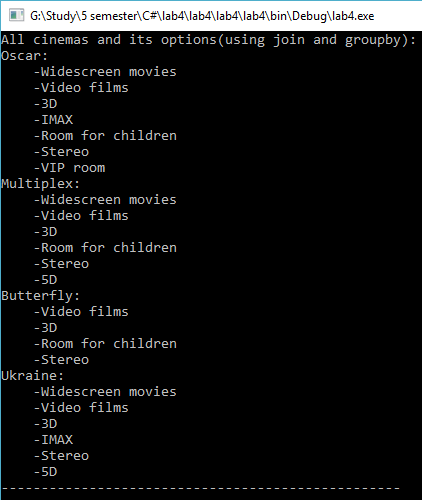 G:\Study\5 semester\C#\lab4\lab4\lab4\lab4\bin\Debug\lab4.exe
All cinemas and its options(using join and groupby):
Oscar:
    -Widescreen movies
    -Video films
    -3D
    -IMAX
    -Room for children
    -Stereo
    -VIP room
Multiplex:
    -Widescreen movies
    -Video films
    -3D
    -Room for children
    -Stereo
    -5D
Butterfly:
    -Video films
    -3D
    -Room for children
    -Stereo
Ukraine:
    -Widescreen movies
    -Video films
    -3D
    -IMAX
    -Stereo
    -5D
--------------------------------------------------